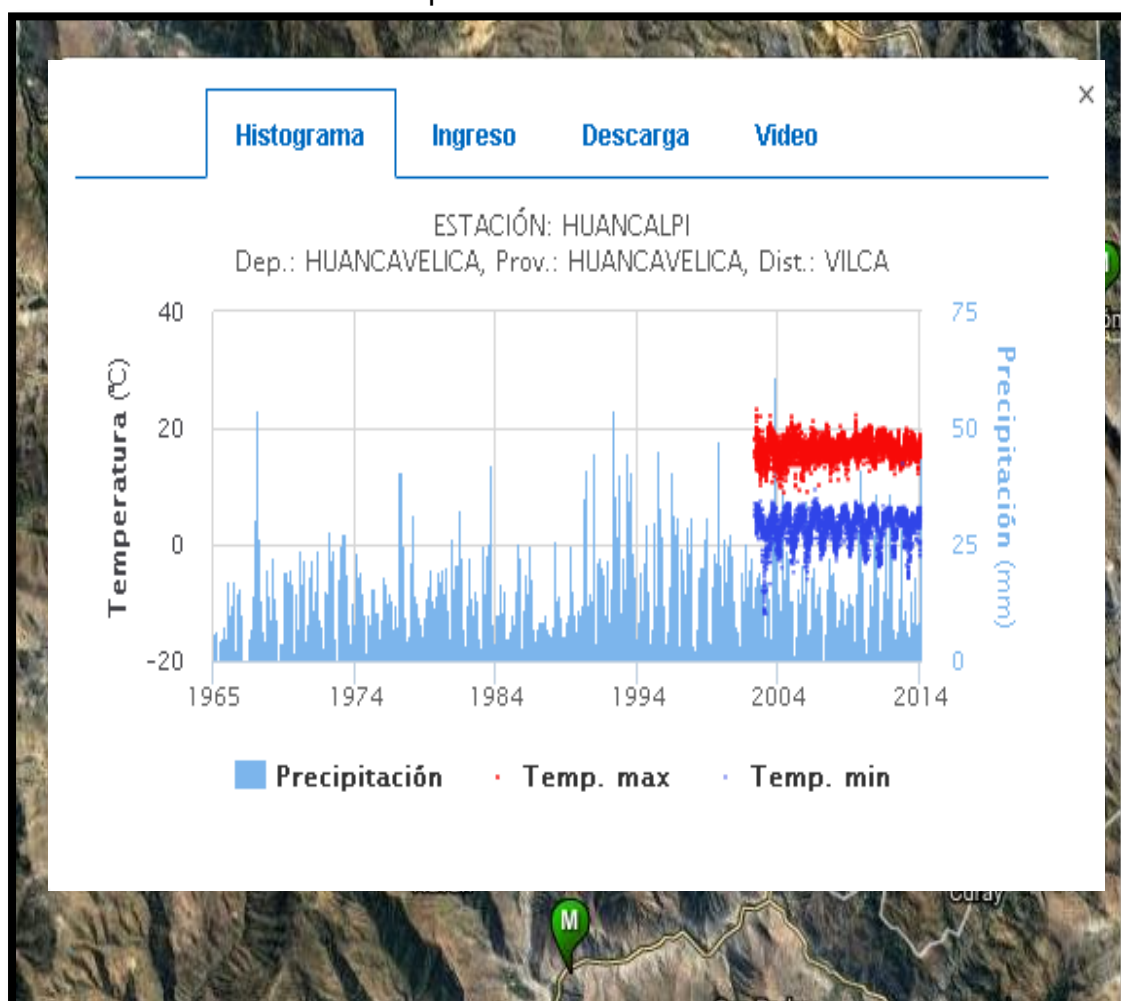 Histograma Ingreso Descarga Video ×
ESTACIÓN: HUANCALPI
Dep.: HUANCAVELICA, Prov.: HUANCAVELICA, Dist.: VILCA
40 75
20 50
0 25
-20 0
Temperatura (ºC)
Precipitación (mm)
1965 1974 1984 1994 2004 2014
Precipitación Temp. max Temp. min
M